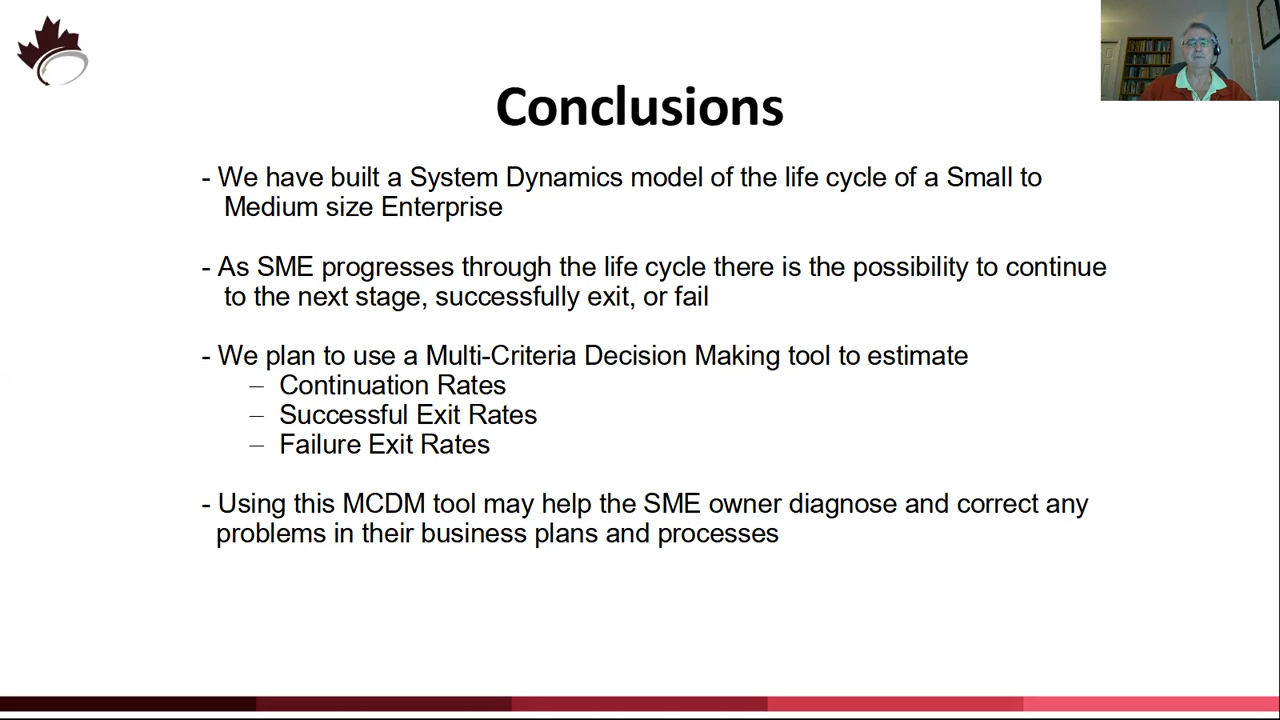 Conclusions
- We have built a System Dynamics model of the life cycle of a Small to
Medium size Enterprise
- As SME progresses through the life cycle there is the possibility to continue
to the next stage, successfully exit, or fail
- We plan to use a Multi-Criteria Decision Making tool to estimate
– Continuation Rates
– Successful Exit Rates
– Failure Exit Rates
- Using this MCDM tool may help the SME owner diagnose and correct any
problems in their business plans and processes